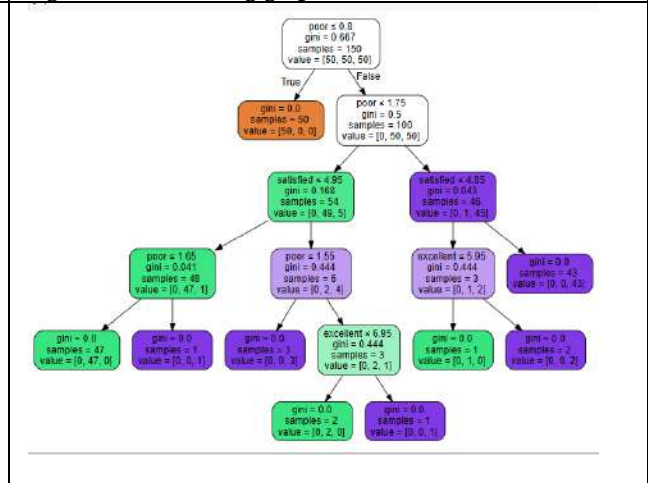 poor ≤ 0.8
gini = 0.667
samples = 150
value = [50, 50, 50]
True
False
gini = 0.0
samples = 50
value = [50, 0, 0]
poor ≤ 1.75
gini = 0.5
samples = 100
value = [0, 50, 50]
satisfied ≤ 4.95
gini = 0.168
samples = 54
value = [0, 49, 5]
satisfied ≤ 4.85
gini = 0.043
samples = 46
value = [0, 1, 45]
poor ≤ 1.65
gini = 0.041
samples = 48
value = [0, 47, 1]
poor ≤ 1.55
gini = 0.444
samples = 6
value = [0, 2, 4]
excellent ≤ 5.95
gini = 0.444
samples = 3
value = [0, 1, 2]
gini = 0.0
samples = 43
value = [0, 0, 43]
gini = 0.0
samples = 47
value = [0, 47, 0]
gini = 0.0
samples = 1
value = [0, 0, 1]
gini = 0.0
samples = 3
value = [0, 0, 3]
excellent ≤ 6.95
gini = 0.444
samples = 3
value = [0, 2, 1]
gini = 0.0
samples = 1
value = [0, 1, 0]
gini = 0.0
samples = 2
value = [0, 0, 2]
gini = 0.0
samples = 2
value = [0, 2, 0]
gini = 0.0
samples = 1
value = [0, 0, 1]